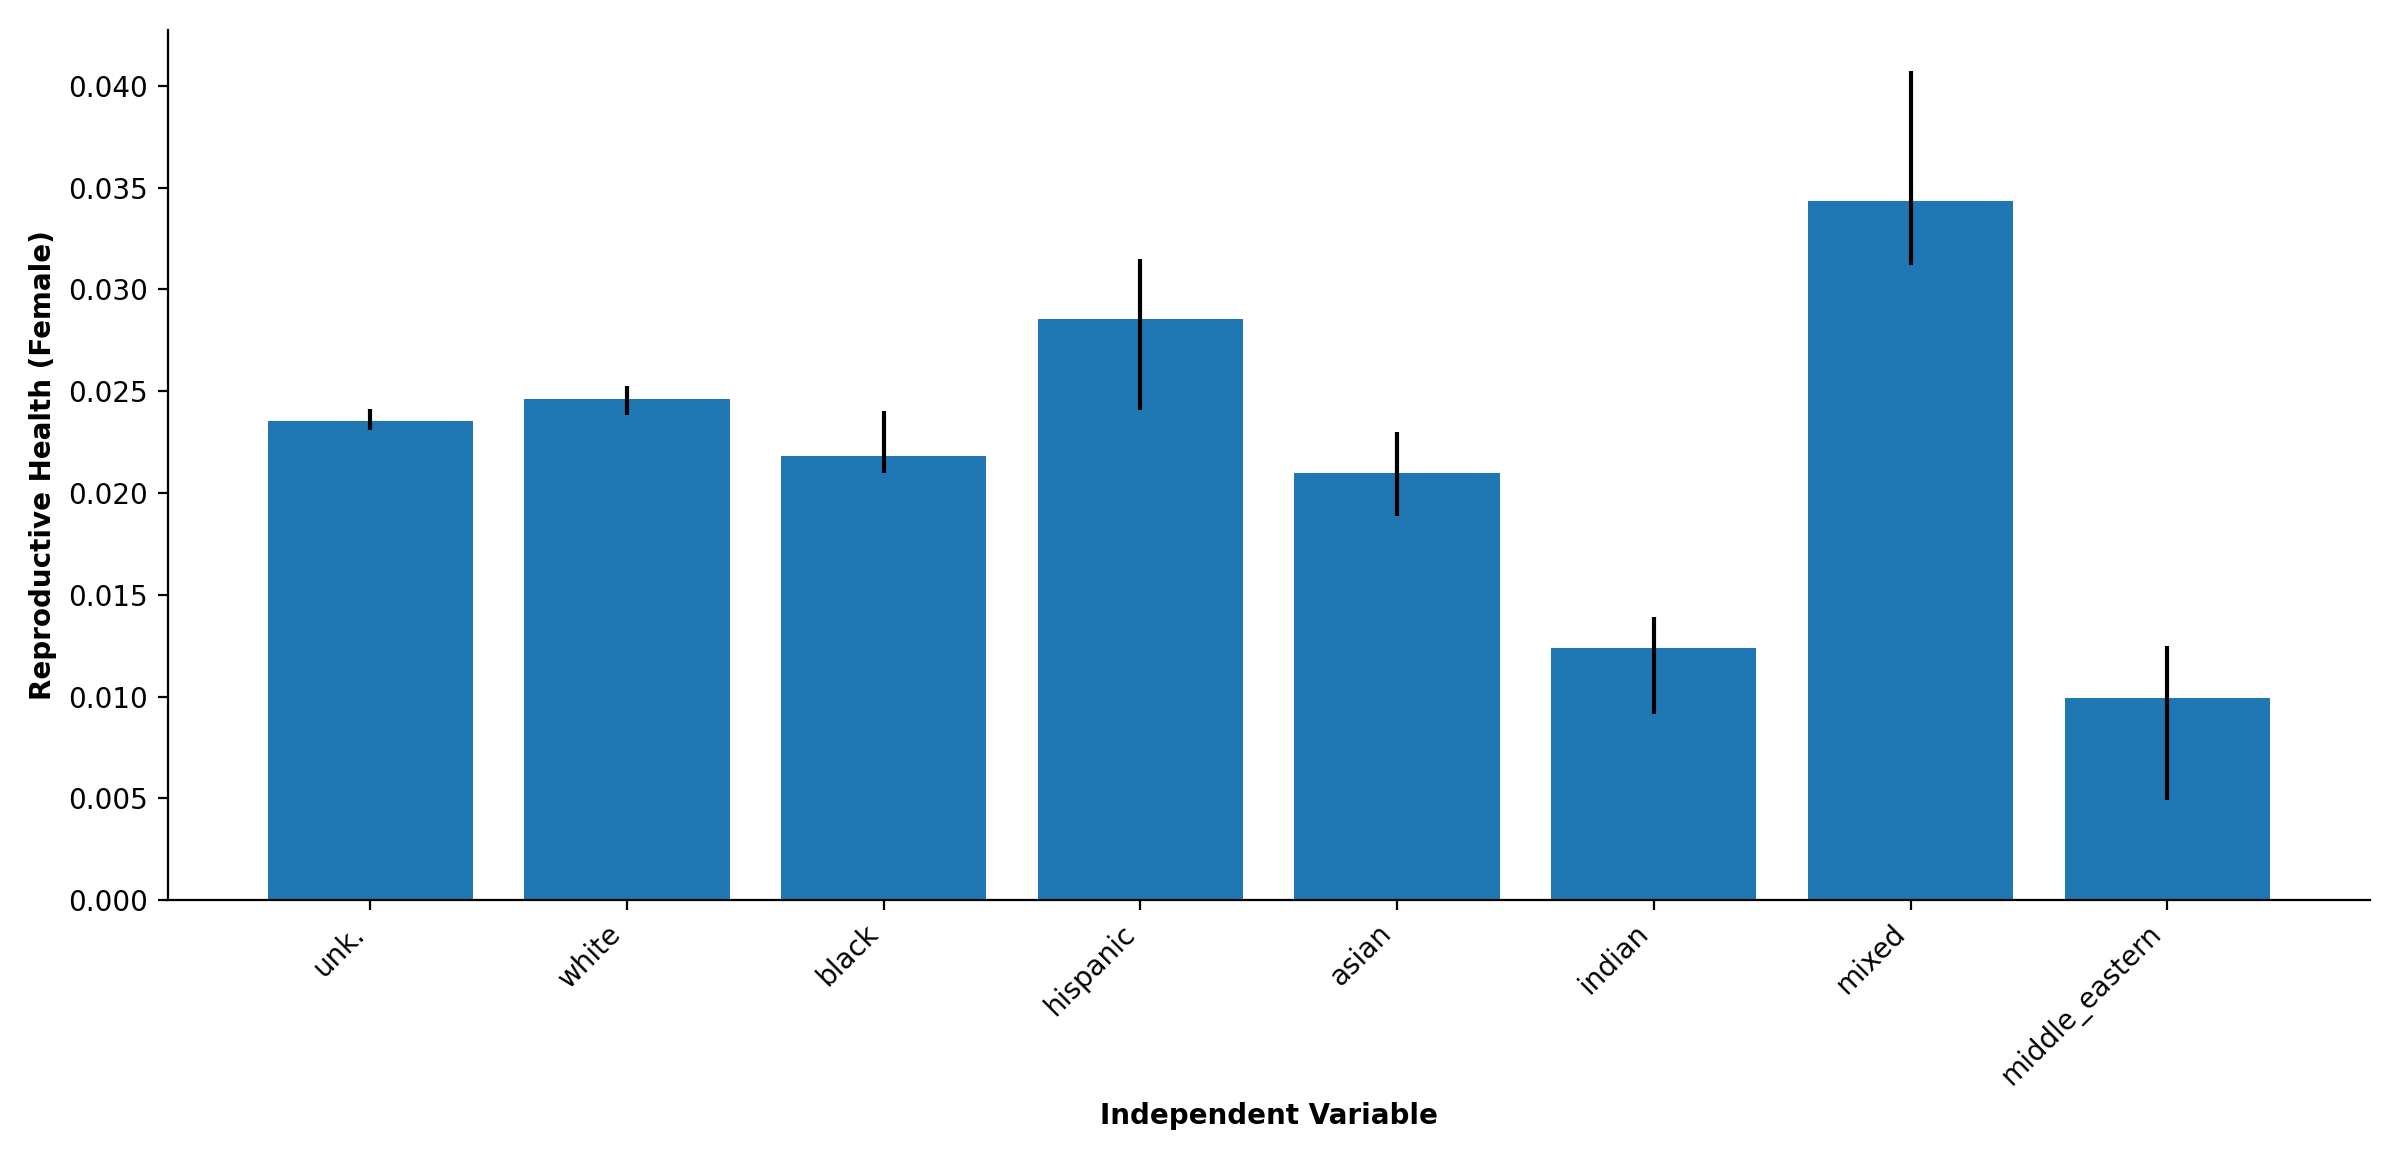 Reproductive Health (Female)
0.040
0.035
0.030
0.025
0.020
0.015
0.010
0.005
0.000
unk.
white
black
hispanic
asian
indian
mixed
middle_eastern
Independent Variable